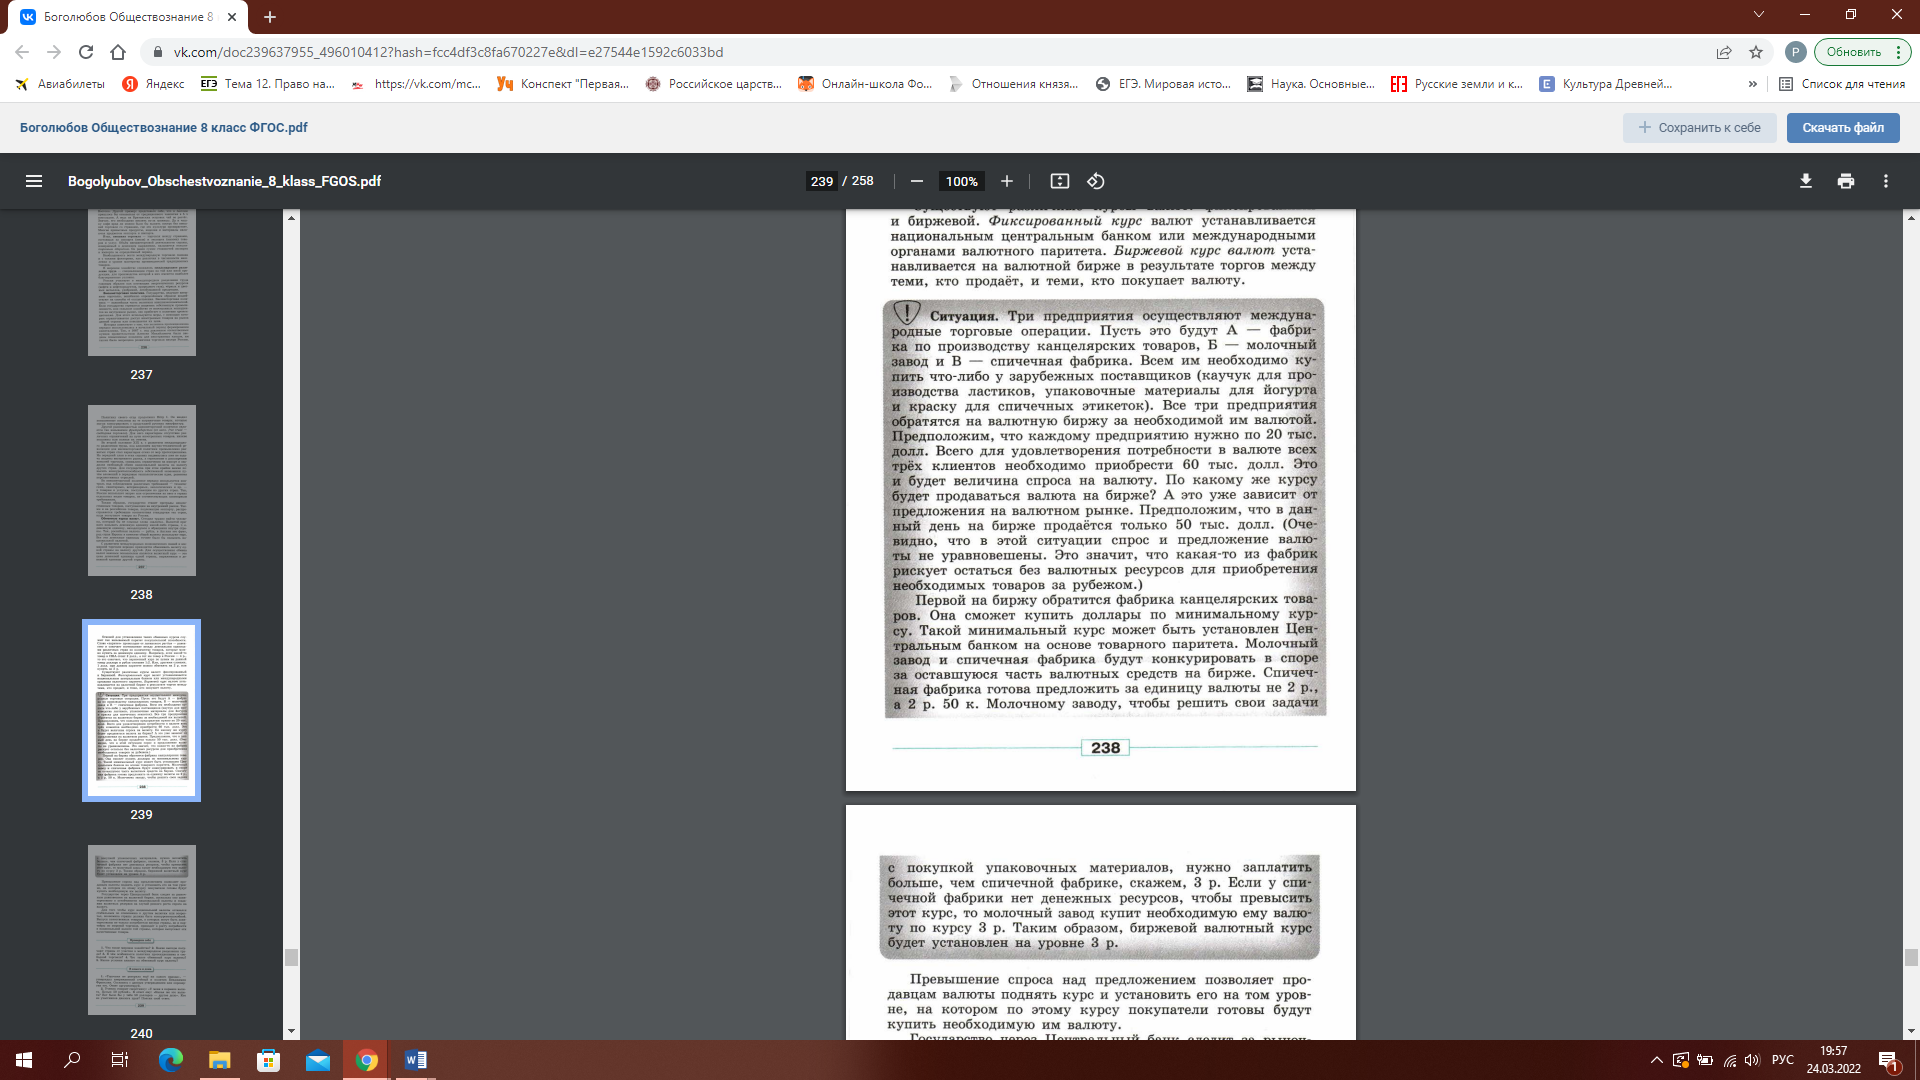 Боголюбов Обществознание 8
vk.com/doc239637955_496010412?hash=fcc4df3c8fa670227e&dl=e27544e1592c6033bd
P
Обновить
Авиабилеты
Яндекс
ЕГЭ Тема 12. Право на...
https://vk.com/mc...
Конспект "Первая...
Российское царств...
Онлайн-школа Фо...
Отношения князя...
ЕГЭ. Мировая исто...
Наука. Основные...
Русские земли и к...
Культура Древней...
»
Список для чтения
Боголюбов Обществознание 8 класс ФГОС.pdf
Сохранить к себе
Скачать файл
Bogolyubov_Obschestvoznanie_8_klass_FGOS.pdf
239 / 258
100%
237
238
239
240
и биржевой. Фиксированный курс валют устанавливается
национальным центральным банком или международными
органами валютного паритета. Биржевой курс валют уста-
навливается на валютной бирже в результате торгов между
теми, кто продаёт, и теми, кто покупает валюту.
Ситуация. Три предприятия осуществляют междуна-
родные торговые операции. Пусть это будут А — фабри-
ка по производству канцелярских товаров, Б — молочный
завод и В — спичечная фабрика. Всем им необходимо ку-
пить что-либо у зарубежных поставщиков (каучук для про-
изводства ластиков, упаковочные материалы для йогурта
и краску для спичечных этикеток). Все три предприятия
обратятся на валютную биржу за необходимой им валютой.
Предположим, что каждому предприятию нужно по 20 тыс.
долл. Всего для удовлетворения потребности в валюте всех
трёх клиентов необходимо приобрести 60 тыс. долл. Это
и будет величина спроса на валюту. По какому же курсу
будет продаваться валюта на бирже? А это уже зависит от
предложения на валютном рынке. Предположим, что в дан-
ный день на бирже продаётся только 50 тыс. долл. (Оче-
видно, что в этой ситуации спрос и предложение валю-
ты не уравновешены. Это значит, что какая-то из фабрик
рискует остаться без валютных ресурсов для приобретения
необходимых товаров за рубежом.)
Первой на биржу обратится фабрика канцелярских това-
ров. Она сможет купить доллары по минимальному кур-
су. Такой минимальный курс может быть установлен Цен-
тральным банком на основе товарного паритета. Молочный
завод и спичечная фабрика будут конкурировать в споре
за оставшуюся часть валютных средств на бирже. Спичеч-
ная фабрика готова предложить за единицу валюты не 2 р.,
а 2 р. 50 к. Молочному заводу, чтобы решить свои задачи
238
с покупкой упаковочных материалов, нужно заплатить
больше, чем спичечной фабрике, скажем, 3 р. Если у спи-
чечной фабрики нет денежных ресурсов, чтобы превысить
этот курс, то молочный завод купит необходимую ему валю-
ту по курсу 3 р. Таким образом, биржевой валютный курс
будет установлен на уровне 3 р.
Превышение спроса над предложением позволяет про-
давцам валюты поднять курс и установить его на том уров-
не, на котором по этому курсу покупатели готовы будут
купить необходимую им валюту.
Государство через Центральный банк следит за рыноч-
РУС
19:57
24.03.2022
1